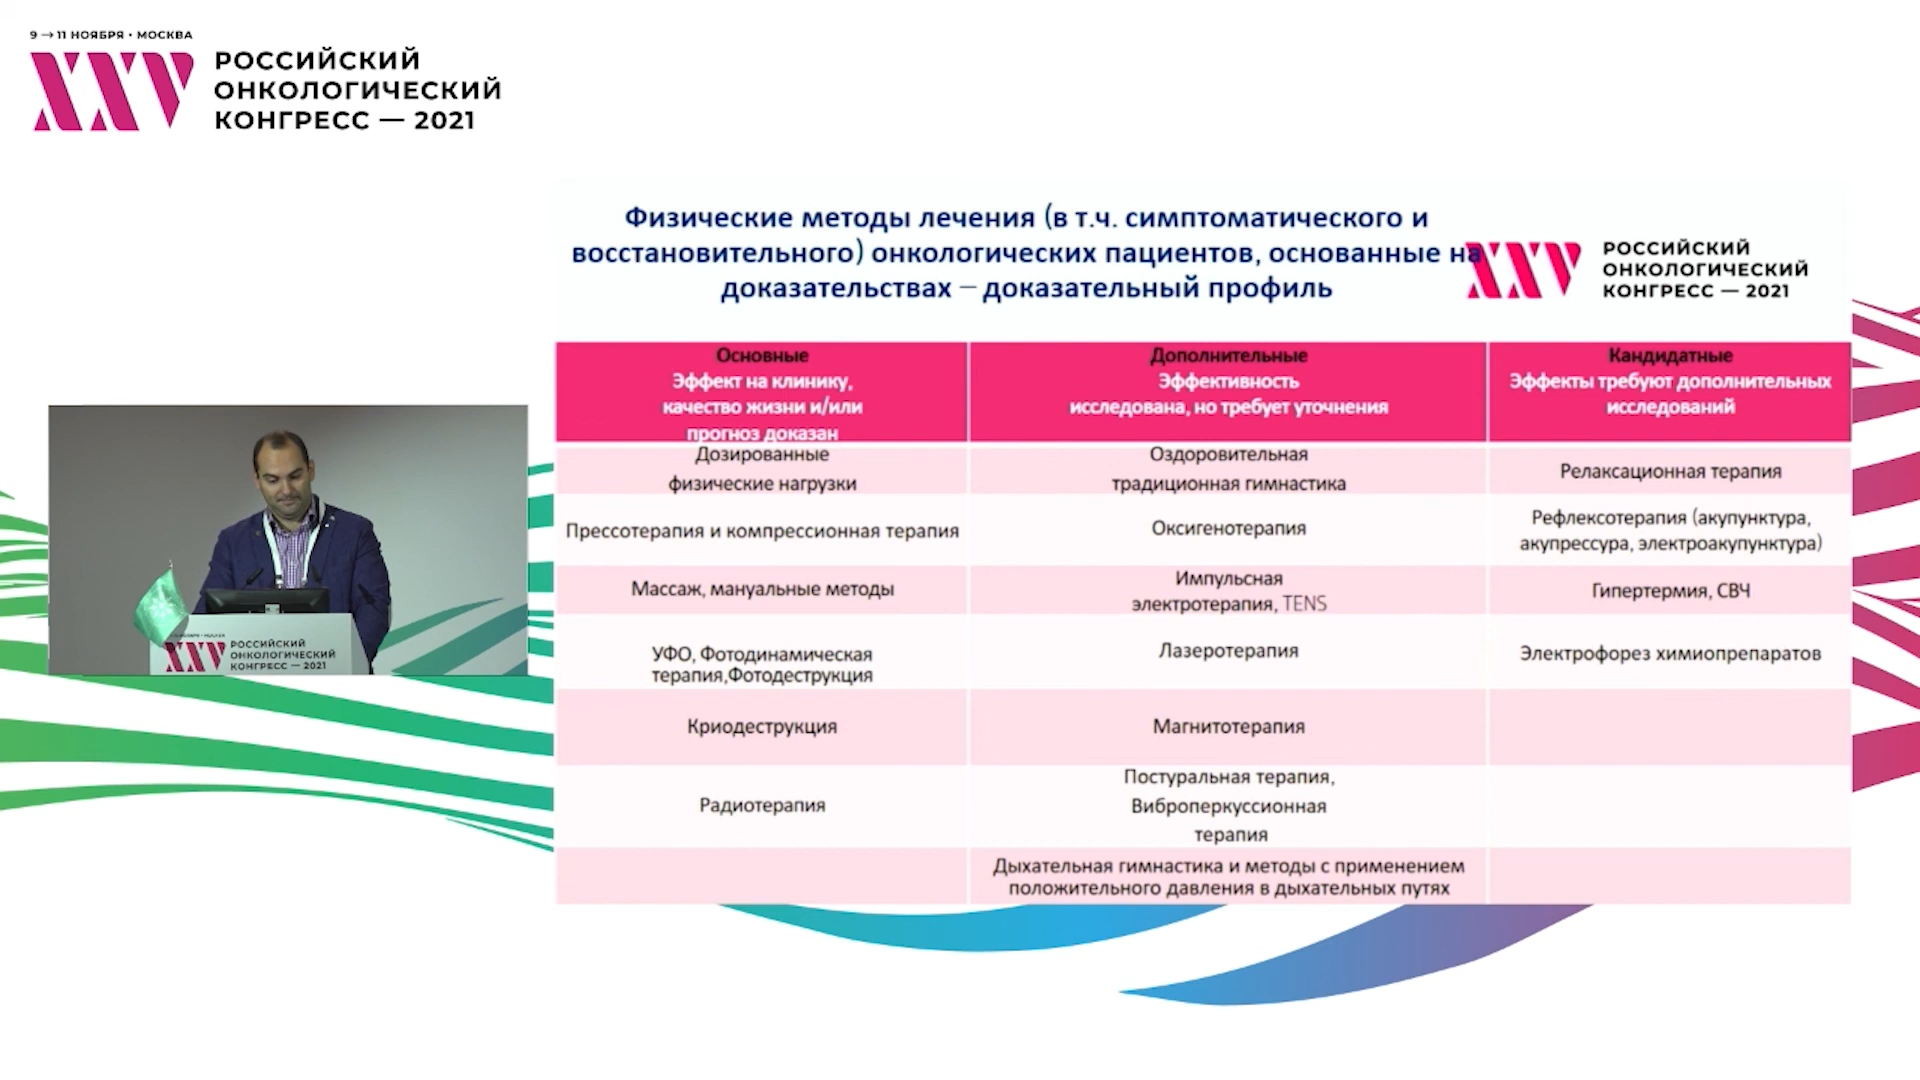 9 → 11 НОЯБРЯ • МОСКВА
XXV
РОССИЙСКИЙ
ОНКОЛОГИЧЕСКИЙ
КОНГРЕСС — 2021
Физические методы лечения (в т.ч. симптоматического и
восстановительного) онкологических пациентов, основанные на
доказательствах – доказательный профиль
XXV
РОССИЙСКИЙ
ОНКОЛОГИЧЕСКИЙ
КОНГРЕСС — 2021
Основные
Эффект на клинику,
качество жизни и/или
прогноз доказан
Дополнительные
Эффективность
исследована, но требует уточнения
Кандидатные
Эффекты требуют дополнительных
исследований
Дозированные
физические нагрузки
Оздоровительная
традиционная гимнастика
Релаксационная терапия
Прессотерапия и компрессионная терапия
Оксигенотерапия
Рефлексотерапия (акупунктура,
акупрессура, электроакупунктура)
Массаж, мануальные методы
Импульсная
электротерапия, TENS
Гипертермия, СВЧ
УФО, Фотодинамическая
терапия,Фотодеструкция
Лазеротерапия
Электрофорез химиопрепаратов
Криодеструкция
Магнитотерапия
Радиотерапия
Постуральная терапия,
Виброперкуссионная
терапия
Дыхательная гимнастика и методы с применением
положительного давления в дыхательных путях
XXV
РОССИЙСКИЙ
ОНКОЛОГИЧЕСКИЙ
КОНГРЕСС — 2021